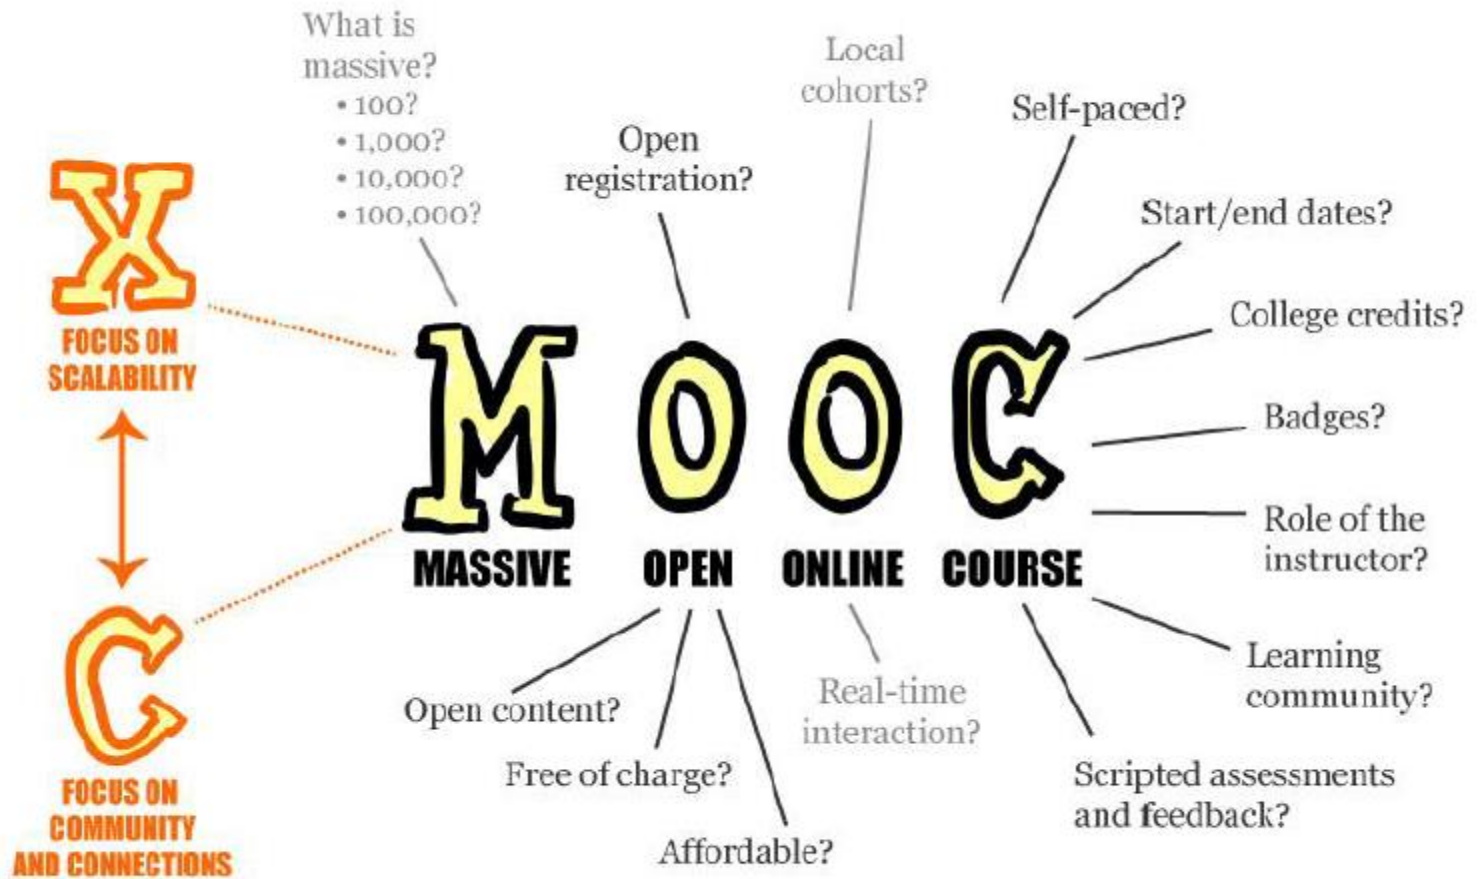 What is
massive?
• 100?
• 1,000?
• 10,000?
• 100,000?
Open
registration?
Local
cohorts?
Self-paced?
Start/end dates?
College credits?
Badges?
Role of the
instructor?
Learning
community?
Scripted assessments
and feedback?
X
FOCUS ON
SCALABILITY
C
FOCUS ON
COMMUNITY
AND CONNECTIONS
MOOC
MASSIVE OPEN ONLINE COURSE
Open content?
Free of charge?
Affordable?
Real-time
interaction?